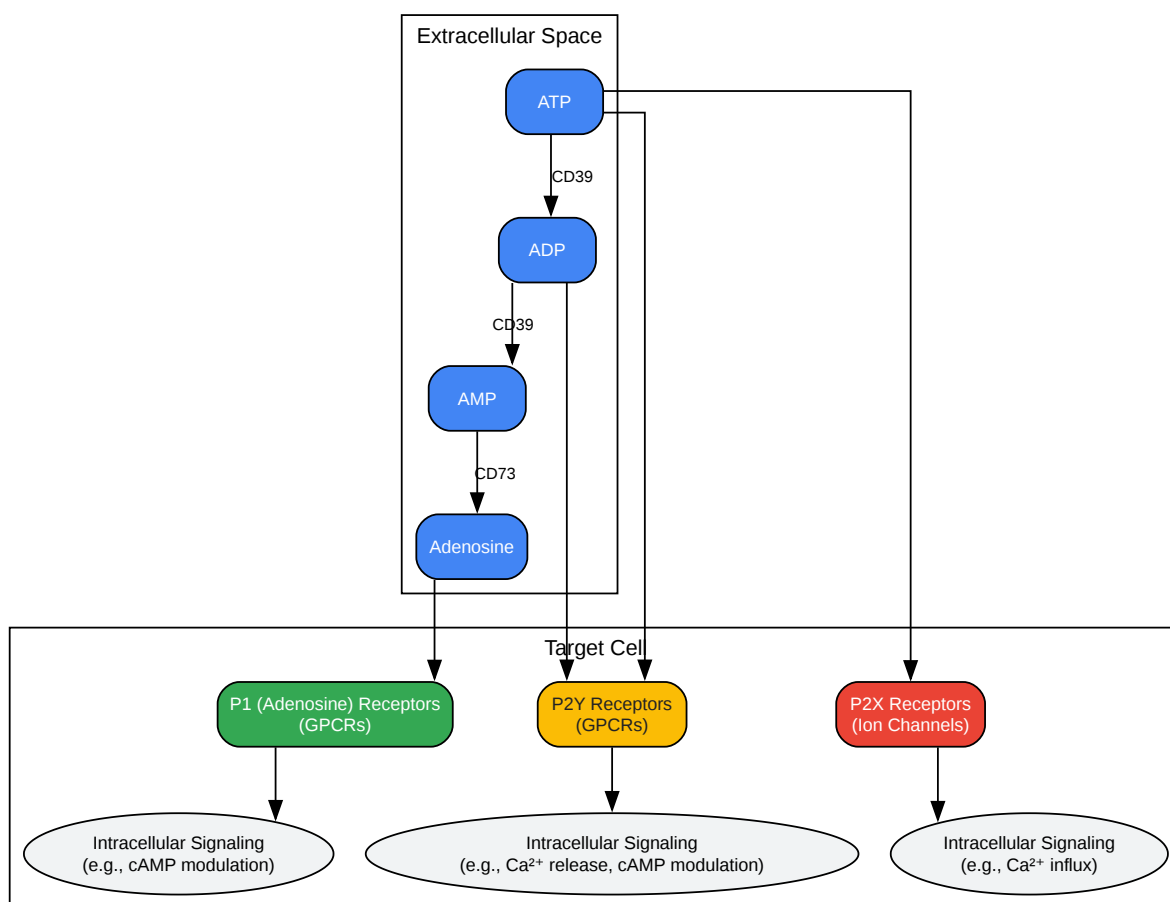 Extracellular Space
ATP
CD39
ADP
CD39
AMP
CD73
Adenosine
Target Cell
P1 (Adenosine) Receptors
(GPCRs)
P2Y Receptors
(GPCRs)
P2X Receptors
(Ion Channels)
Intracellular Signaling
(e.g., cAMP modulation)
Intracellular Signaling
(e.g., Ca²⁺ release, cAMP modulation)
Intracellular Signaling
(e.g., Ca²⁺ influx)